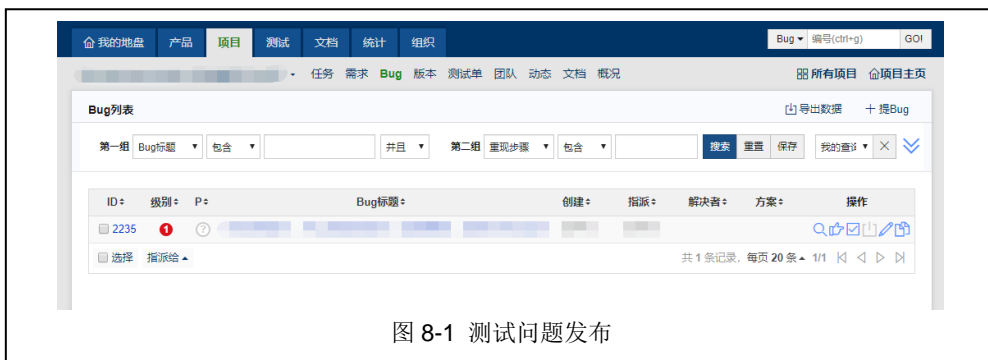 我的地盘 产品 项目 测试 文档 统计 组织 Bug 编号(ctrl+g) GO!
任务 需求 Bug 版本 测试单 团队 动态 文档 概况 所有项目 项目主页
Bug列表 导出数据 +提Bug
第一组 Bug标题 包含 并且 第二组 重现步骤 包含 搜索 重置 保存 我的查询
ID 级别 P Bug标题 创建 指派 解决者 方案 操作
2235 1 ?
选择 指派给 共1条记录，每页20条 1/1
图 8-1 测试问题发布